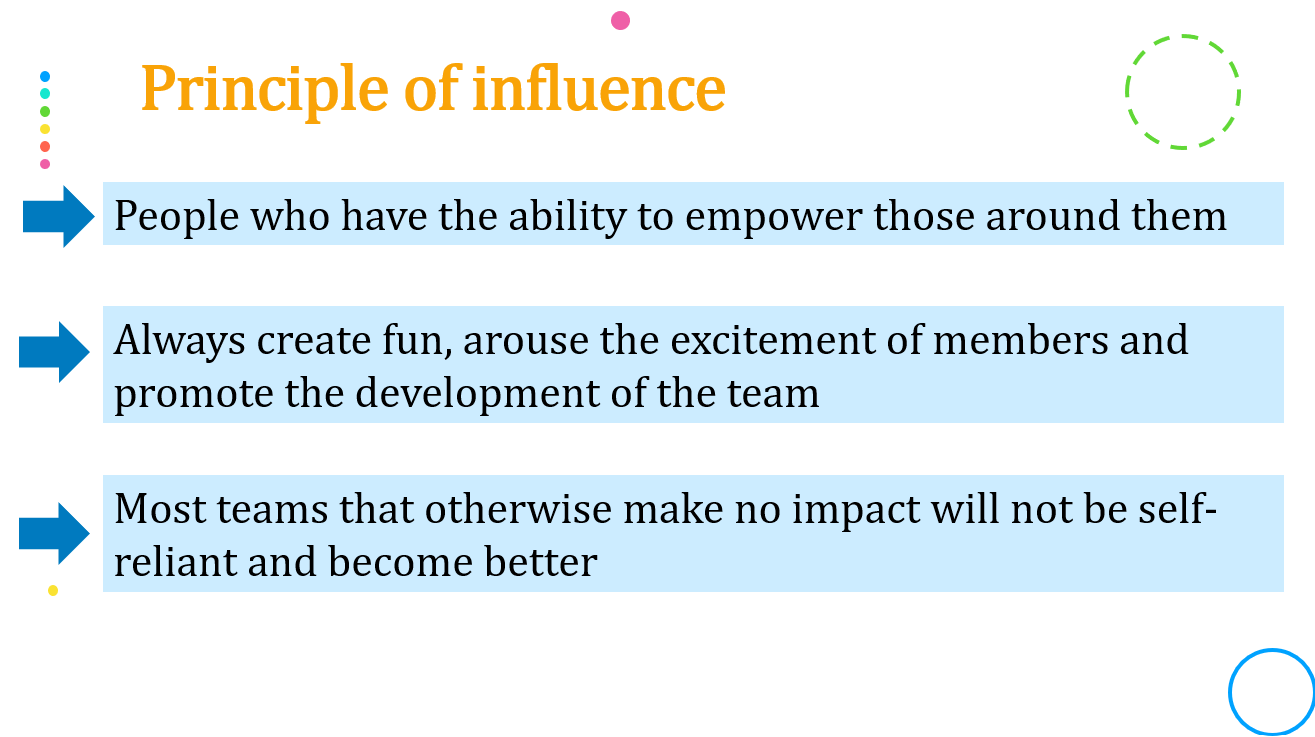 Principle of influence
People who have the ability to empower those around them
Always create fun, arouse the excitement of members and
promote the development of the team
Most teams that otherwise make no impact will not be self-
reliant and become better